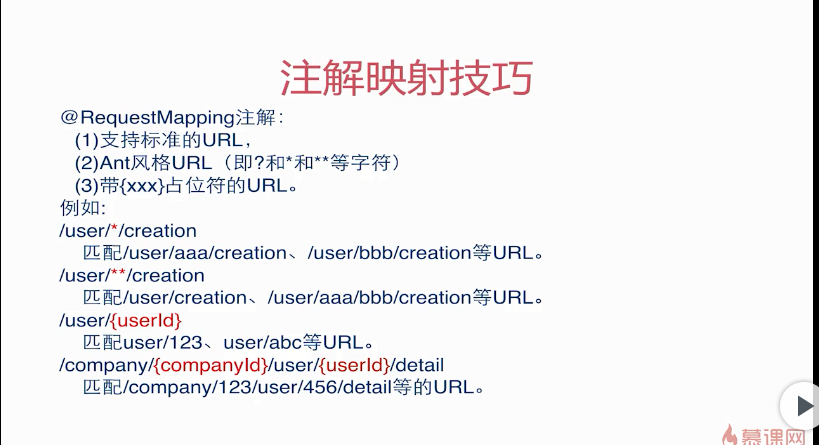 注解映射技巧
@RequestMapping注解：
(1)支持标准的URL，
(2)Ant风格URL（即?和*和**等字符）
(3)带{xxx}占位符的URL。
例如:
/user/*/creation
匹配/user/aaa/creation、/user/bbb/creation等URL。
/user/**/creation
匹配/user/creation、/user/aaa/bbb/creation等URL。
/user/{userId}
匹配user/123、user/abc等URL。
/company/{companyId}/user/{userId}/detail
匹配/company/123/user/456/detail等的URL。
慕课网